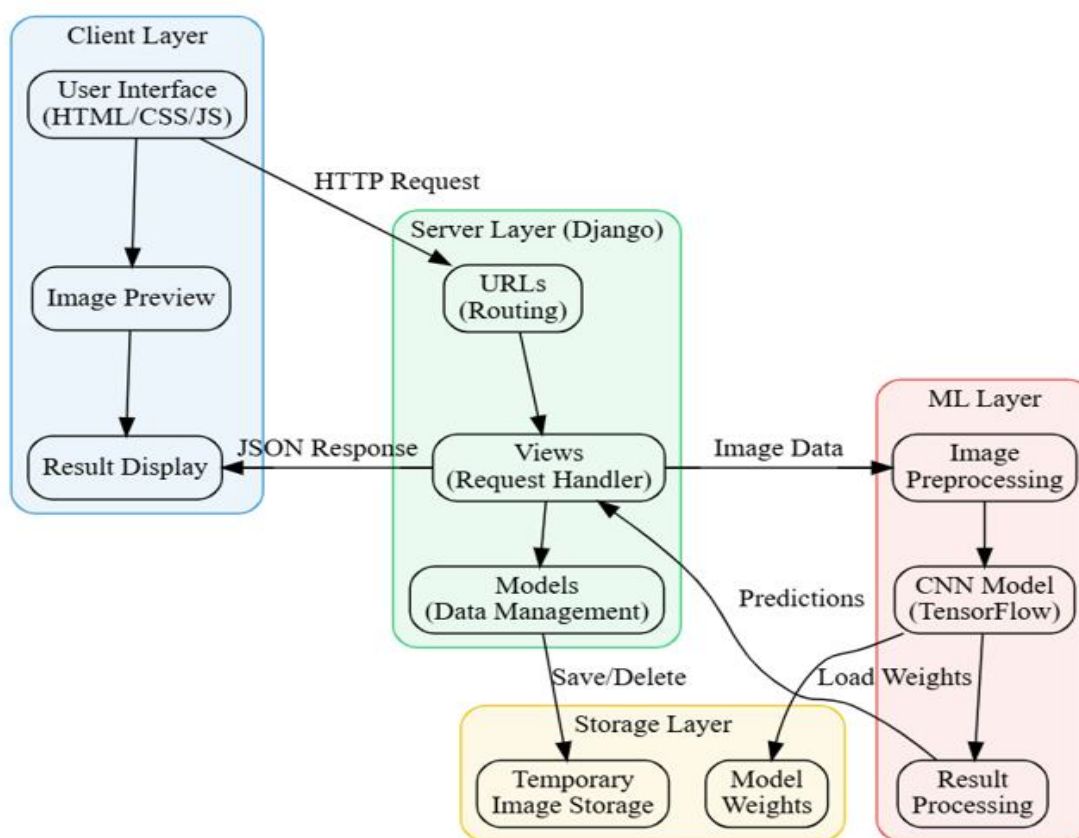 Client Layer
User Interface
(HTML/CSS/JS)
HTTP Request
Server Layer (Django)
URLs
(Routing)
Image Preview
ML Layer
Result Display
JSON Response
Views
(Request Handler)
Image Data
Image
Preprocessing
Models
(Data Management)
Predictions
CNN Model
(TensorFlow)
Save/Delete
Load Weights
Storage Layer
Temporary
Image Storage
Model
Weights
Result
Processing